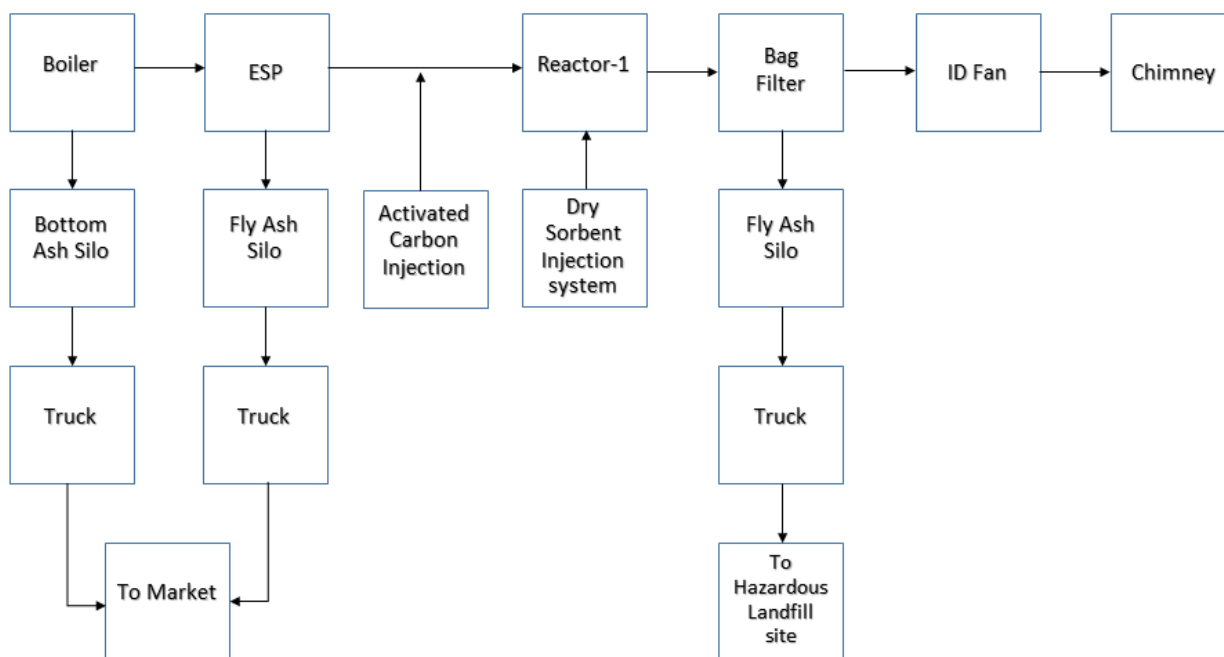 Boiler
ESP
Reactor-1
Bag
Filter
ID Fan
Chimney
Bottom
Ash Silo
Fly Ash
Silo
Activated
Carbon
Injection
Dry
Sorbent
Injection
system
Fly Ash
Silo
Truck
Truck
Truck
To Market
To
Hazardous
Landfill
site